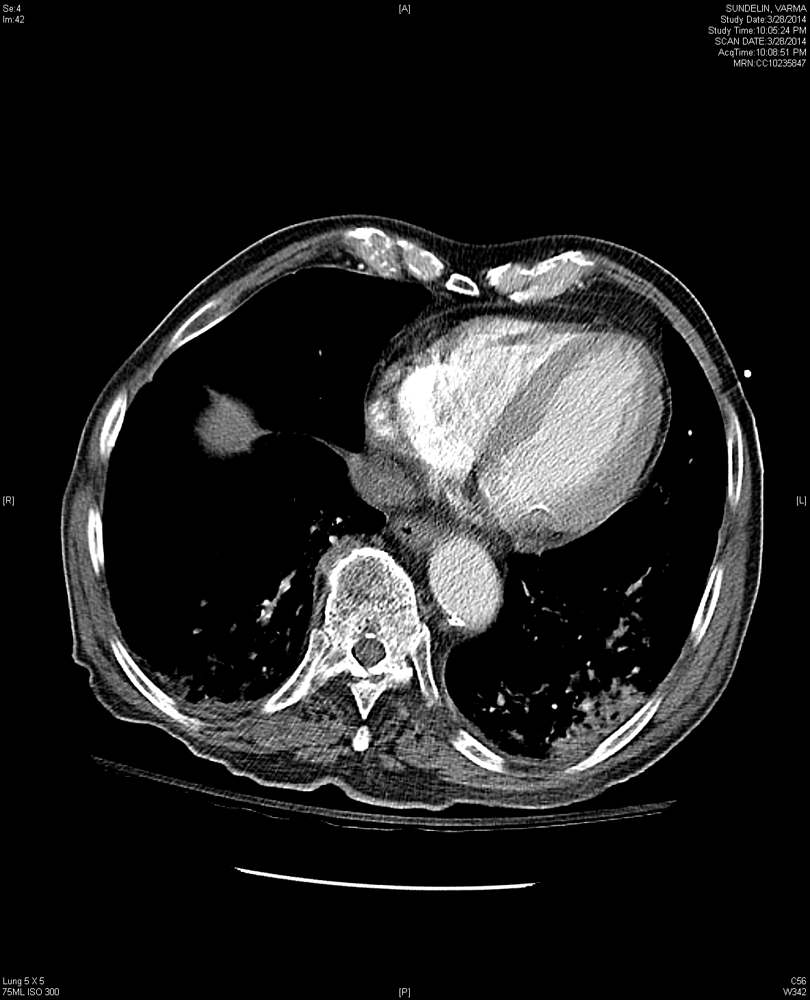 Se:4
Im:42
[A]
SUNDELIN, VARMA
Study Date:3/28/2014
Study Time:10:05:24 PM
SCAN DATE:3/28/2014
AcqTime:10:08:51 PM
MRN:CC10235847
[R]
[L]
Lung 5 X 5
75ML ISO 300
[P]
C56
W342